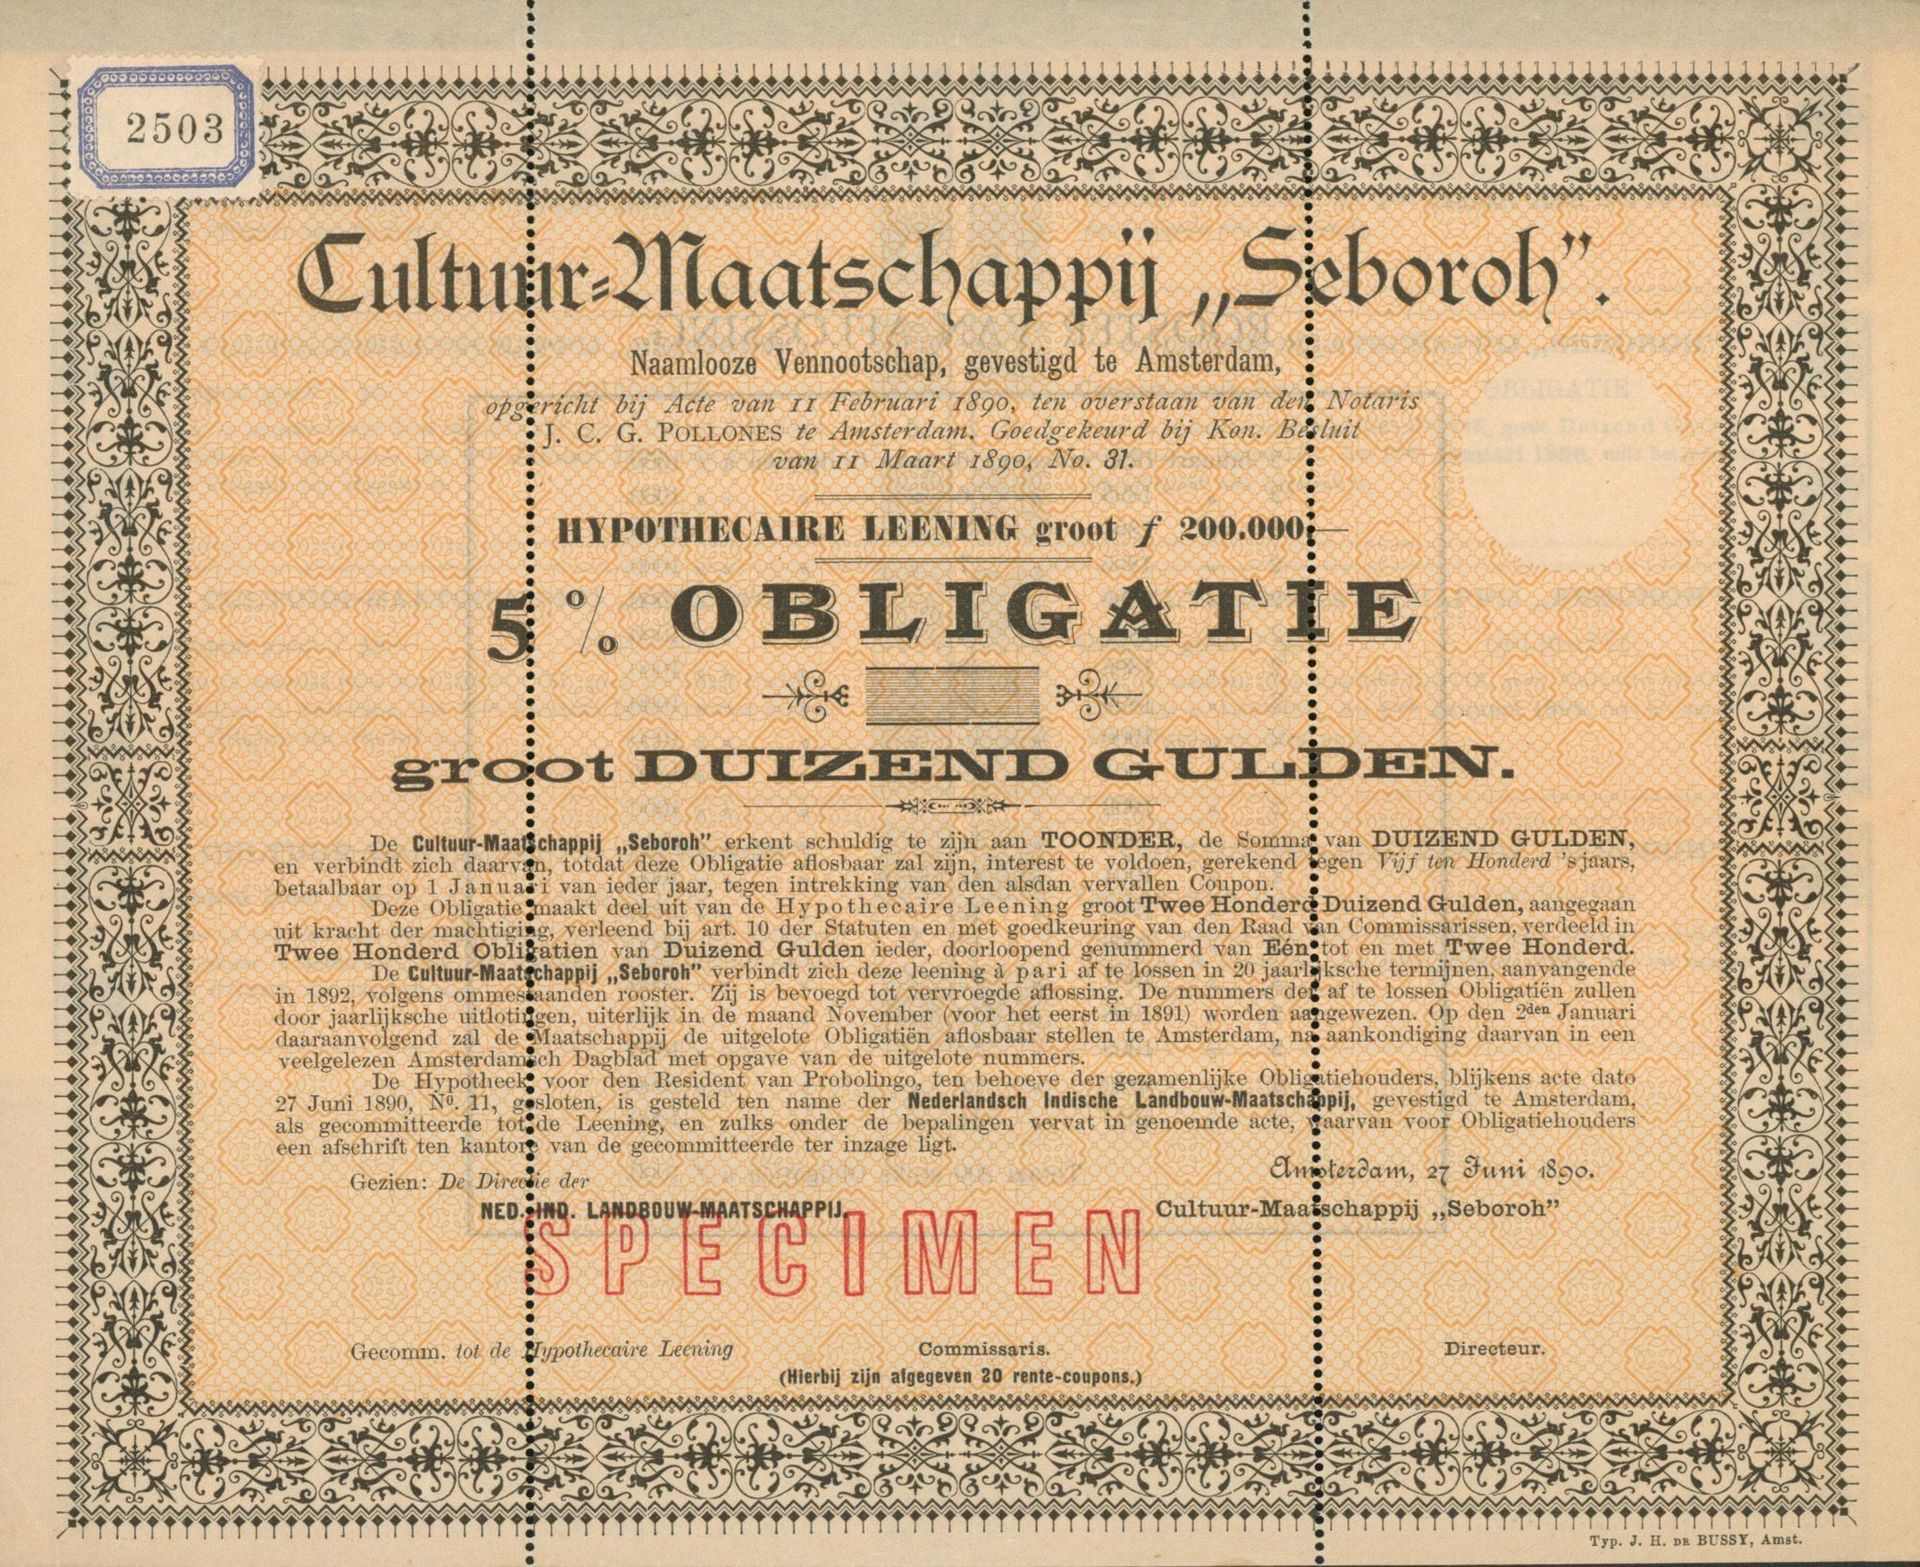 2503
Cultuur-Maatschappij „Seboroh”.
Naamlooze Vennootschap, gevestigd te Amsterdam,
opgericht bij Acte van 11 Februari 1890, ten overstaan van den Notaris
J. C. G. POLLONES te Amsterdam. Goedgekeurd bij Kon. Besluit
van 11 Maart 1890, No. 31.
HYPOTHECAIRE LEENING groot ƒ 200.000,—
5 % OBLIGATIE
groot DUIZEND GULDEN.
De Cultuur-Maatschappij „Seboroh” erkent schuldig te zijn aan TOONDER, de Somma van DUIZEND GULDEN,
en verbindt zich daarvan, totdat deze Obligatie aflosbaar zal zijn, interest te voldoen, gerekend tegen Vijf ten Honderd 'sjaars,
betaalbaar op 1 Januari van ieder jaar, tegen intrekking van den alsdan vervallen Coupon.
Deze Obligatie maakt deel uit van de Hypothecaire Leening groot Twee Honderd Duizend Gulden, aangegaan
uit kracht der machtiging, verleend bij art. 10 der Statuten en met goedkeuring van den Raad van Commissarissen, verdeeld in
Twee Honderd Obligatien van Duizend Gulden ieder, doorloopend genummerd van Eén tot en met Twee Honderd.
De Cultuur-Maatschappij „Seboroh” verbindt zich deze leening à pari af te lossen in 20 jaarlijksche termijnen, aanvangende
in 1892, volgens ommestaanden rooster. Zij is bevoegd tot vervroegde aflossing. De nummers der af te lossen Obligatiën zullen
door jaarlijksche uitlotingen, uiterlijk in de maand November (voor het eerst in 1891) worden aangewezen. Op den 2den Januari
daaraanvolgend zal de Maatschappij de uitgelote Obligatiën aflosbaar stellen te Amsterdam, na aankondiging daarvan in een
veelgelezen Amsterdamsch Dagblad met opgave van de uitgelote nummers.
De Hypotheek voor den Resident van Probolingo, ten behoeve der gezamenlijke Obligatiehouders, blijkens acte dato
27 Juni 1890, No. 11, gesloten, is gesteld ten name der Nederlandsch Indische Landbouw-Maatschappij, gevestigd te Amsterdam,
als gecommitteerde tot de Leening, en zulks onder de bepalingen vervat in genoemde acte, waarvan voor Obligatiehouders
een afschrift ten kantore van de gecommitteerde ter inzage ligt.
Amsterdam, 27 Juni 1890.
Gezien: De Directie der
NED. IND. LANDBOUW-MAATSCHAPPIJ,
Cultuur-Maatschappij „Seboroh”
SPECIMEN
Gecomm. tot de Hypothecaire Leening
Commissaris.
Directeur.
(Hierbij zijn afgegeven 20 rente-coupons.)
Typ. J. H. DE BUSSY, Amst.